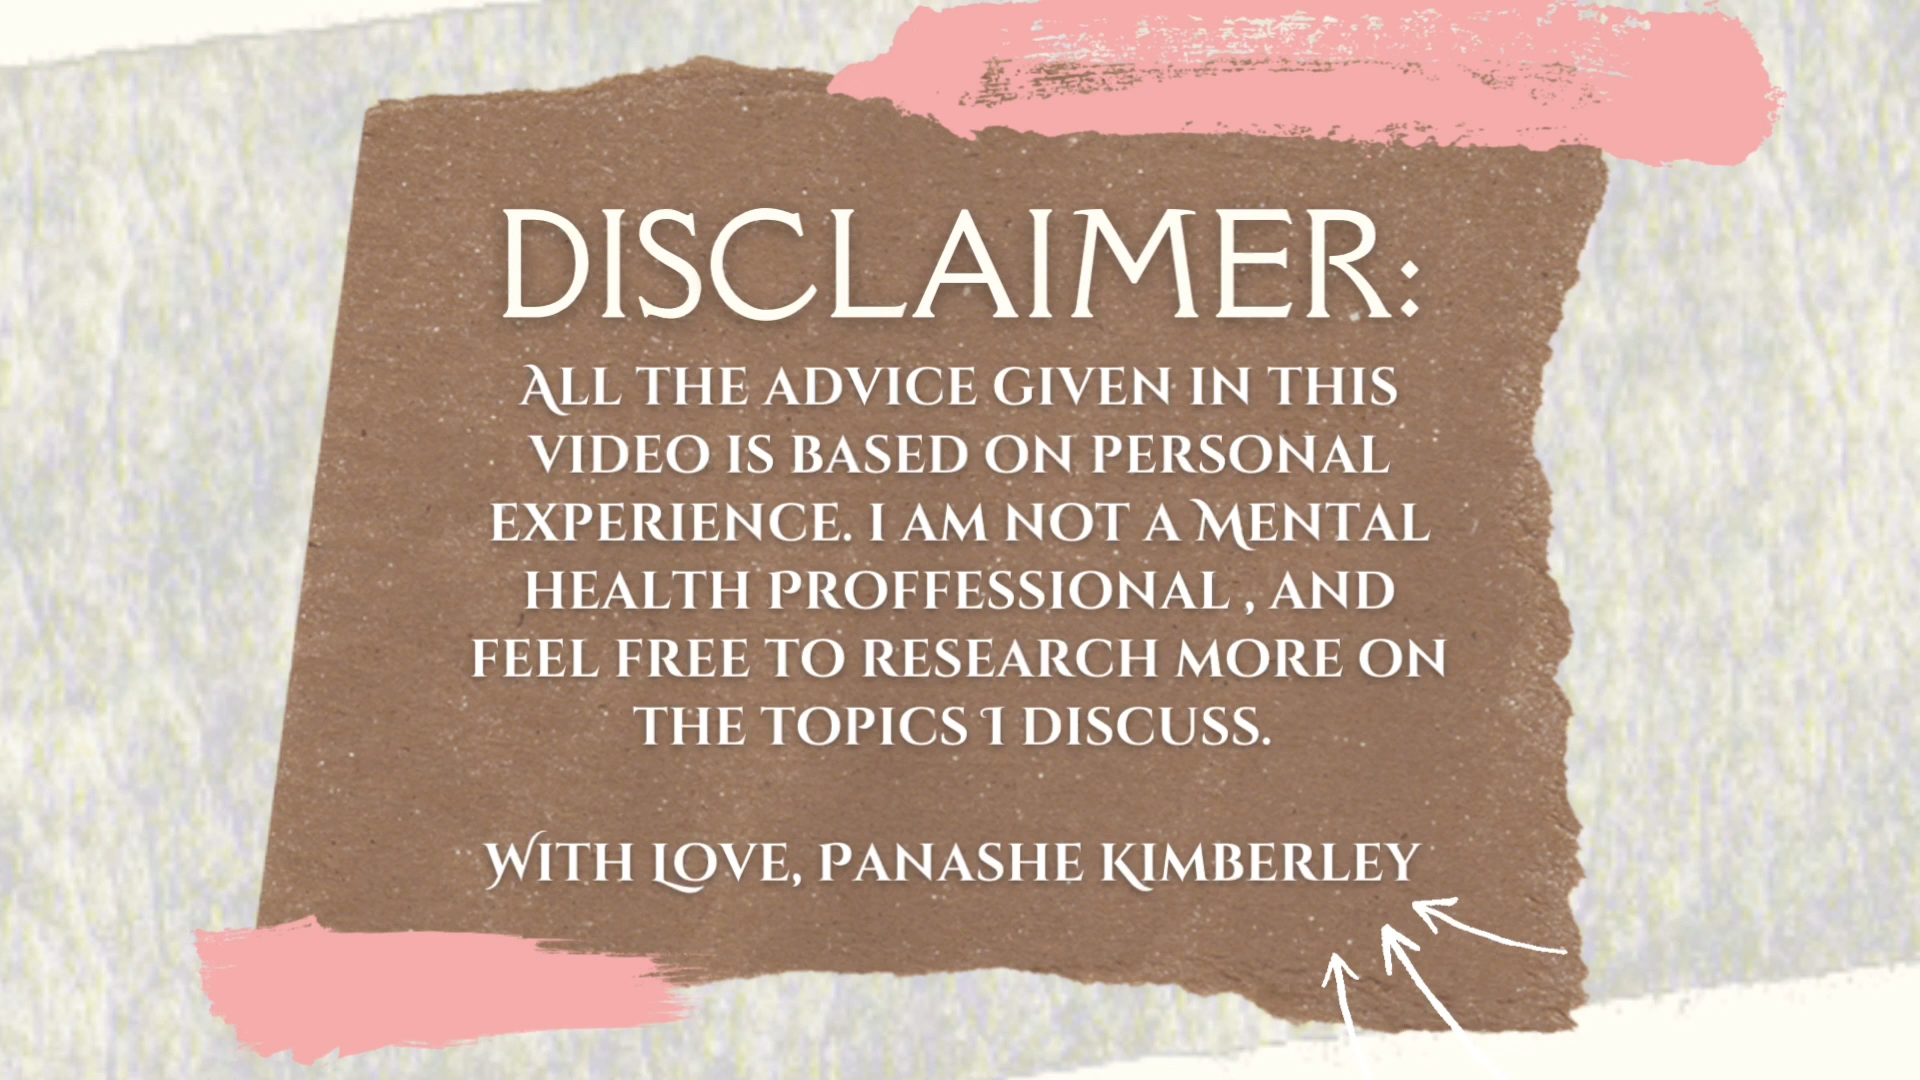 DISCLAIMER:
All the advice given in this
video is based on personal
experience. I am not a Mental
health Proffessional , and
feel free to research more on
the topics I discuss.
With Love, Panashe Kimberley